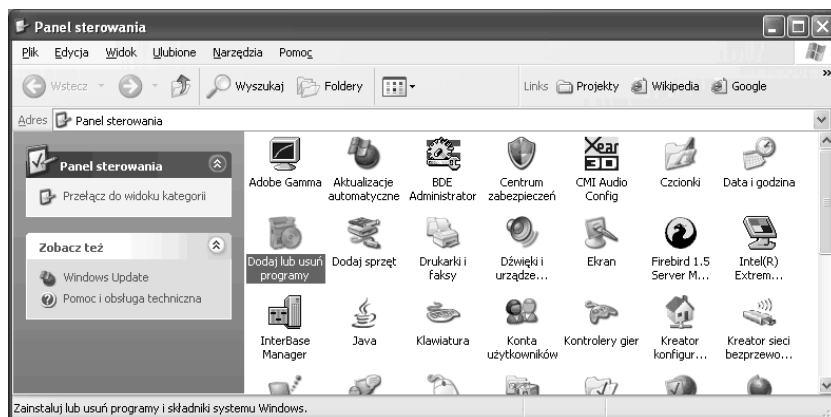 Panel sterowania
Plik Edycja Widok Ulubione Narzędzia Pomoc
Wstecz Wyszukaj Foldery Links Projekty Wikipedia Google »
Adres Panel sterowania
Panel sterowania
Przełącz do widoku kategorii
Zobacz też
Windows Update
Pomoc i obsługa techniczna
Adobe Gamma
Aktualizacje automatyczne
BDE Administrator
Centrum zabezpieczeń
Xear 3D
CMI Audio Config
Czcionki
Data i godzina
Dodaj lub usuń programy
Dodaj sprzęt
Drukarki i faksy
Dźwięki i urządze...
Ekran
Firebird 1.5 Server M...
Intel(R) Extrem...
InterBase Manager
Java
Klawiatura
Konta użytkowników
Kontrolery gier
Kreator konfigur...
Kreator sieci bezprzewo...
Zainstaluj lub usuń programy i składniki systemu Windows.